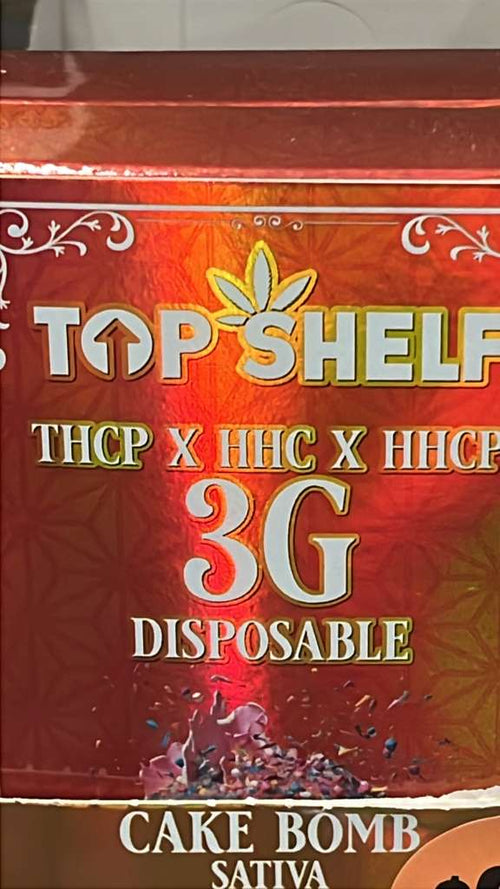 TOP SHELF
THCP X HHC X HHCP
3G
DISPOSABLE
CAKE BOMB
SATIVA